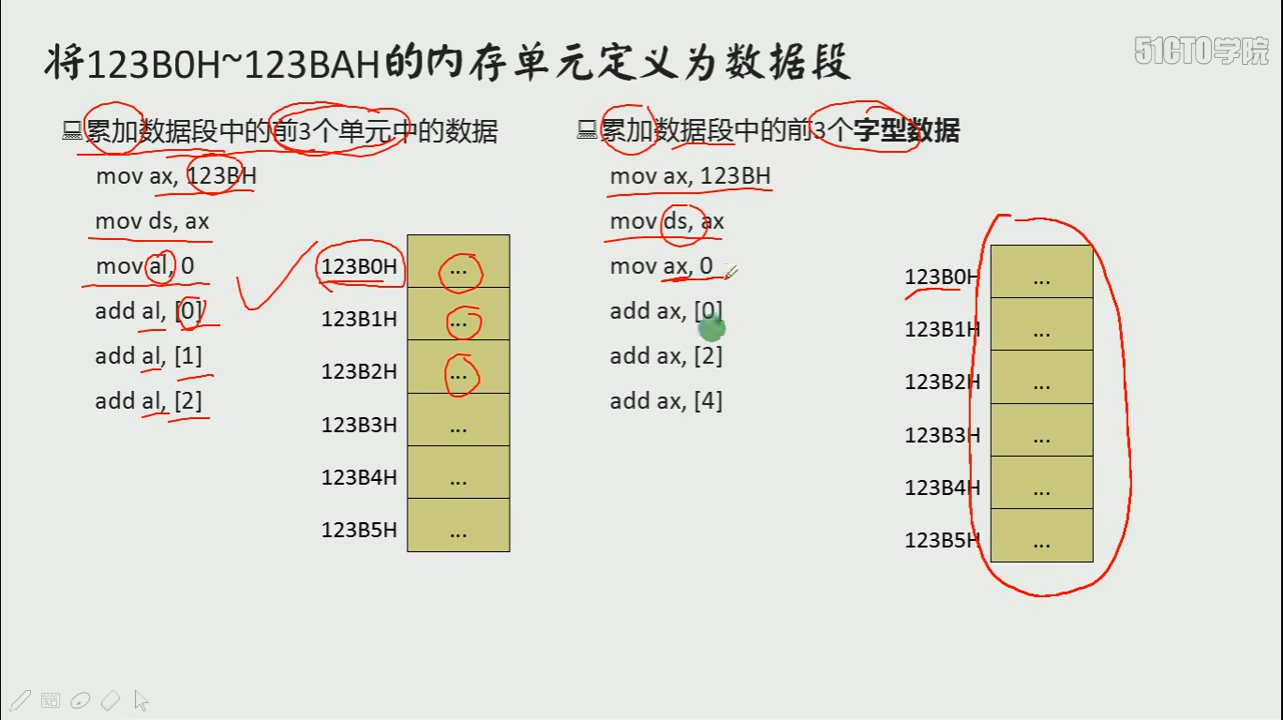 将123B0H~123BAH的内存单元定义为数据段
51CTO学院
累加数据段中的前3个单元中的数据
mov ax, 123BH
mov ds, ax
mov al, 0
add al, [0]
add al, [1]
add al, [2]
123B0H ...
123B1H ...
123B2H ...
123B3H ...
123B4H ...
123B5H ...
累加数据段中的前3个字型数据
mov ax, 123BH
mov ds, ax
mov ax, 0
add ax, [0]
add ax, [2]
add ax, [4]
123B0H ...
123B1H ...
123B2H ...
123B3H ...
123B4H ...
123B5H ...